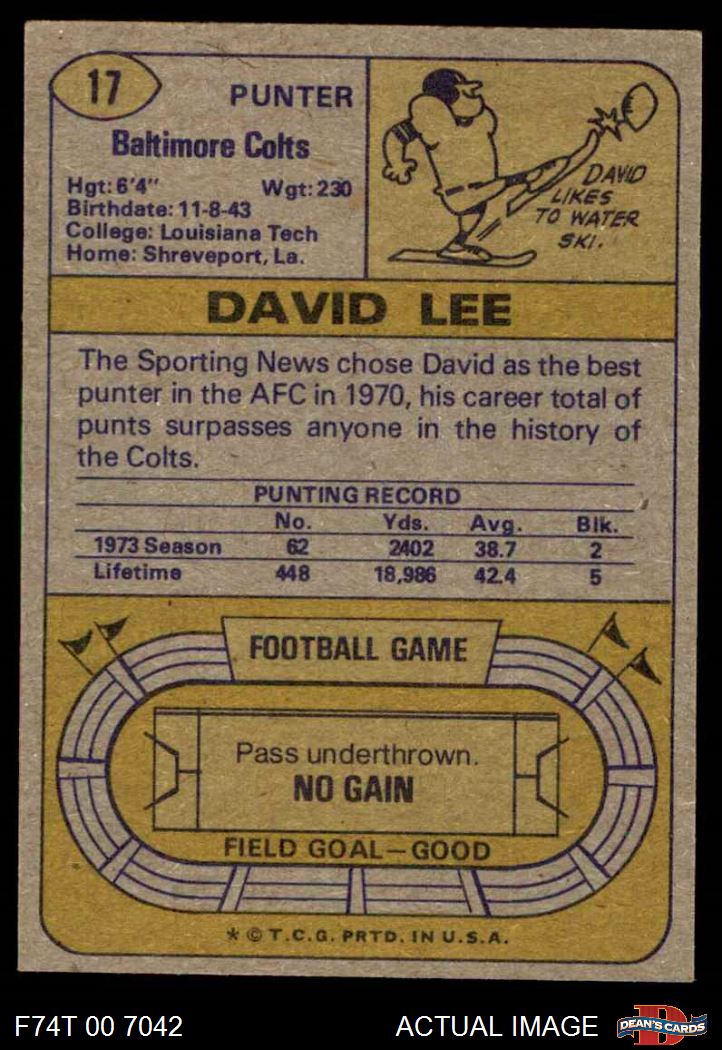 17
PUNTER
Baltimore Colts
Hgt: 6'4" Wgt: 230
Birthdate: 11-8-43
College: Louisiana Tech
Home: Shreveport, La.
DAVID
LIKES
TO WATER
SKI.
DAVID LEE
The Sporting News chose David as the best
punter in the AFC in 1970, his career total of
punts surpasses anyone in the history of
the Colts.
PUNTING RECORD
No. Yds. Avg. Blk.
1973 Season 62 2402 38.7 2
Lifetime 448 18,986 42.4 5
FOOTBALL GAME
Pass underthrown.
NO GAIN
FIELD GOAL—GOOD
* © T.C.G. PRTD. IN U.S.A.
F74T 00 7042 ACTUAL IMAGE
D
DEAN'S CARDS